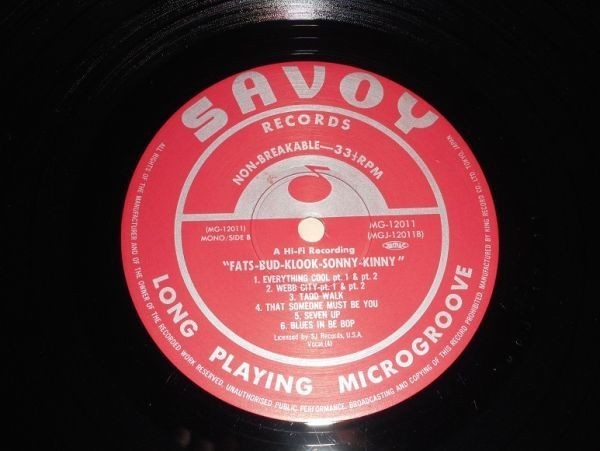 SAVOY
RECORDS
NON-BREAKABLE—33⅓RPM
(MG-12011)
MONO/SIDE B
MG-12011
(MGJ-12011B)
A Hi-Fi Recording
"FATS-BUD-KLOOK-SONNY-KINNY"
1. EVERYTHING COOL pt. 1 & pt. 2
2. WEBB CITY-pt. 1 & pt. 2
3. TADD WALK
4. THAT SOMEONE MUST BE YOU
5. SEVEN UP
6. BLUES IN BE BOP
Licensed by SJ Records, U.S.A.
Vocal (4)
LONG PLAYING MICROGROOVE
ALL RIGHTS OF THE MANUFACTURER AND OF THE OWNER OF THE RECORDED WORK RESERVED. UNAUTHORISED PUBLIC PERFORMANCE, BROADCASTING AND COPYING OF THIS RECORD PROHIBITED MANUFACTURED BY KING RECORD CO., LTD. TOKYO, JAPAN